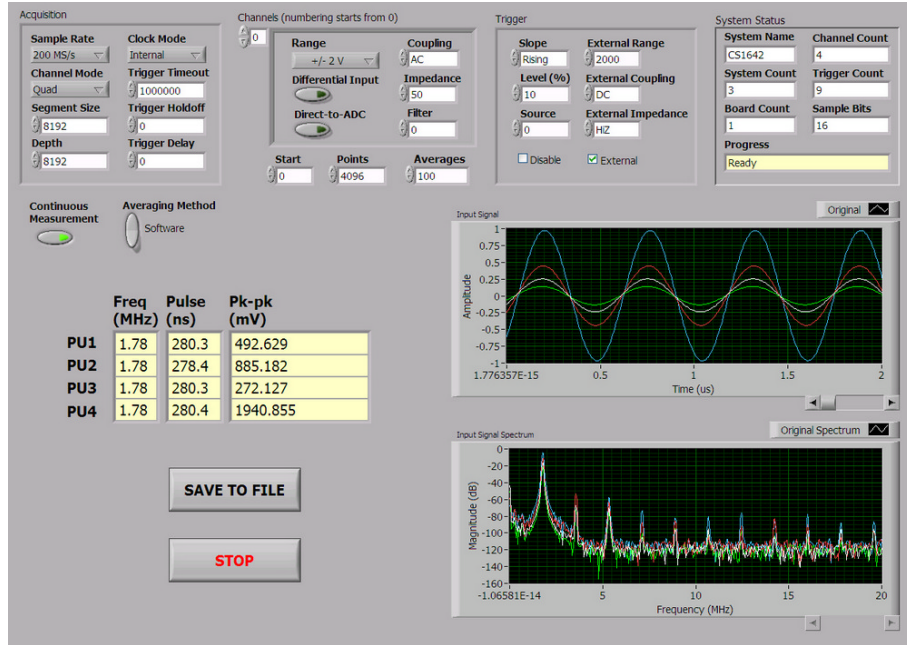 Acquisition
Sample Rate
200 MS/s
Clock Mode
Internal
Channel Mode
Quad
Trigger Timeout
1000000
Segment Size
8192
Trigger Holdoff
0
Depth
8192
Trigger Delay
0
Channels (numbering starts from 0)
0
Range
+/- 2 V
Coupling
AC
Differential Input
Impedance
50
Direct-to-ADC
Filter
0
Start
0
Points
4096
Averages
100
Trigger
Slope
Rising
External Range
2000
Level (%)
10
External Coupling
DC
Source
0
External Impedance
HIZ
Disable
External
System Status
System Name
CS1642
Channel Count
4
System Count
3
Trigger Count
9
Board Count
1
Sample Bits
16
Progress
Ready
Continuous
Measurement
Averaging Method
Software
Freq
(MHz)
Pulse
(ns)
Pk-pk
(mV)
PU1 1.78 280.3 492.629
PU2 1.78 278.4 885.182
PU3 1.78 280.3 272.127
PU4 1.78 280.4 1940.855
SAVE TO FILE
STOP
Input Signal
Original
Amplitude
1
0.75
0.5
0.25
0
-0.25
-0.5
-0.75
-1
1.776357E-15 0.5 1 1.5 2
Time (us)
Input Signal Spectrum
Original Spectrum
Magnitude (dB)
0
-20
-40
-60
-80
-100
-120
-140
-160
-1.06581E-14 5 10 15 20
Frequency (MHz)